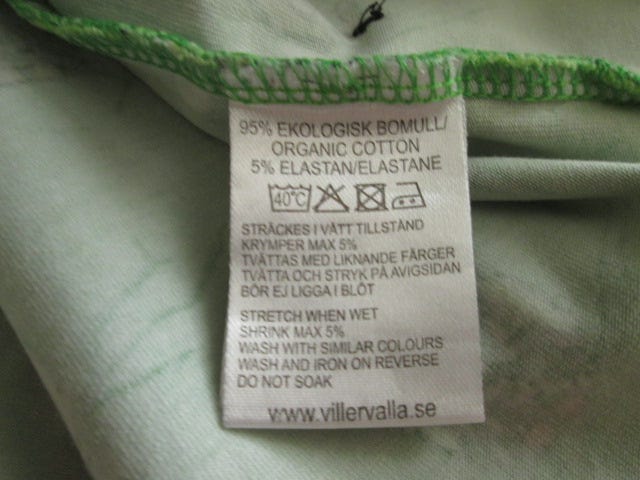 95% EKOLOGISK BOMULL/
ORGANIC COTTON
5% ELASTAN/ELASTANE
40°C
STRÄCKES I VÅTT TILLSTÅND
KRYMPER MAX 5%
TVÄTTAS MED LIKNANDE FÄRGER
TVÄTTA OCH STRYK PÅ AVIGSIDAN
BÖR EJ LIGGA I BLÖT
STRETCH WHEN WET
SHRINK MAX 5%
WASH WITH SIMILAR COLOURS
WASH AND IRON ON REVERSE
DO NOT SOAK
www.villervalla.se